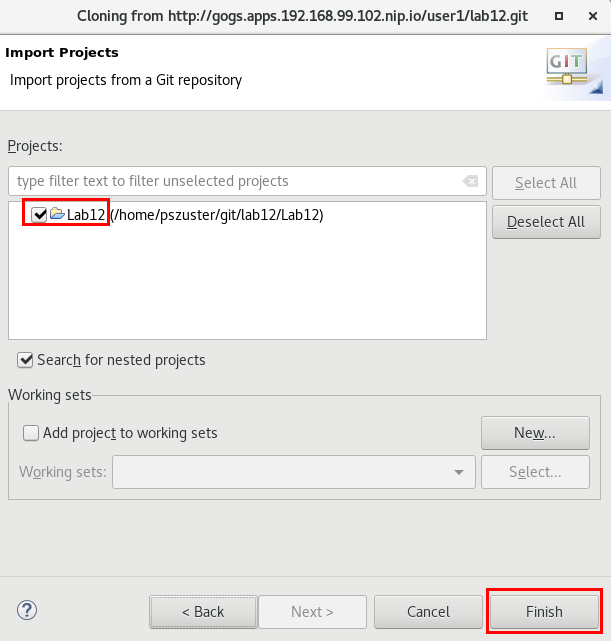 Cloning from http://gogs.apps.192.168.99.102.nip.io/user1/lab12.git
Import Projects
Import projects from a Git repository
GIT
Projects:
type filter text to filter unselected projects
Select All
Lab12 (/home/pszuster/git/lab12/Lab12)
Deselect All
Search for nested projects
Working sets
Add project to working sets
New...
Working sets:
Select...
?
< Back
Next >
Cancel
Finish